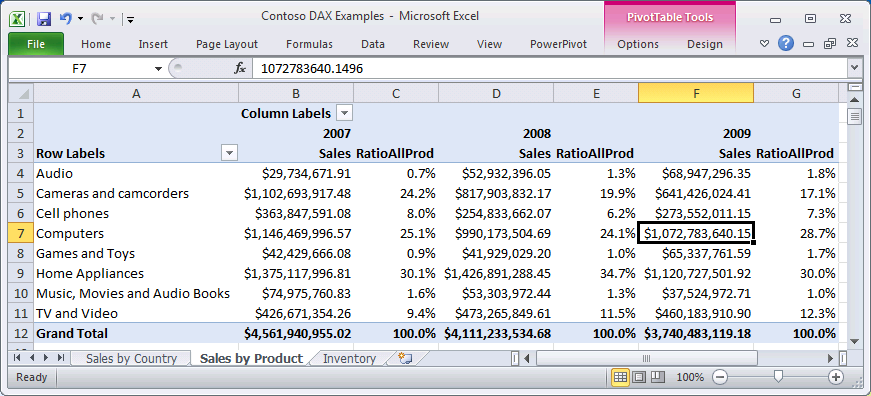 Contoso DAX Examples - Microsoft Excel PivotTable Tools
File Home Insert Page Layout Formulas Data Review View PowerPivot Options Design
F7 fx 1072783640.1496
A B C D E F G
1 Column Labels
2 2007 2008 2009
3 Row Labels Sales RatioAllProd Sales RatioAllProd Sales RatioAllProd
4 Audio $29,734,671.91 0.7% $52,932,396.05 1.3% $68,947,296.35 1.8%
5 Cameras and camcorders $1,102,693,917.48 24.2% $817,903,832.17 19.9% $641,426,024.41 17.1%
6 Cell phones $363,847,591.08 8.0% $254,833,662.07 6.2% $273,552,011.15 7.3%
7 Computers $1,146,469,996.57 25.1% $990,173,504.69 24.1% $1,072,783,640.15 28.7%
8 Games and Toys $42,429,666.08 0.9% $41,929,029.20 1.0% $65,337,761.59 1.7%
9 Home Appliances $1,375,117,996.81 30.1% $1,426,891,288.45 34.7% $1,120,727,501.92 30.0%
10 Music, Movies and Audio Books $74,975,760.83 1.6% $53,303,972.44 1.3% $37,524,972.71 1.0%
11 TV and Video $426,671,354.26 9.4% $473,265,849.61 11.5% $460,183,910.90 12.3%
12 Grand Total $4,561,940,955.02 100.0% $4,111,233,534.68 100.0% $3,740,483,119.18 100.0%
Sales by Country Sales by Product Inventory
Ready 100%